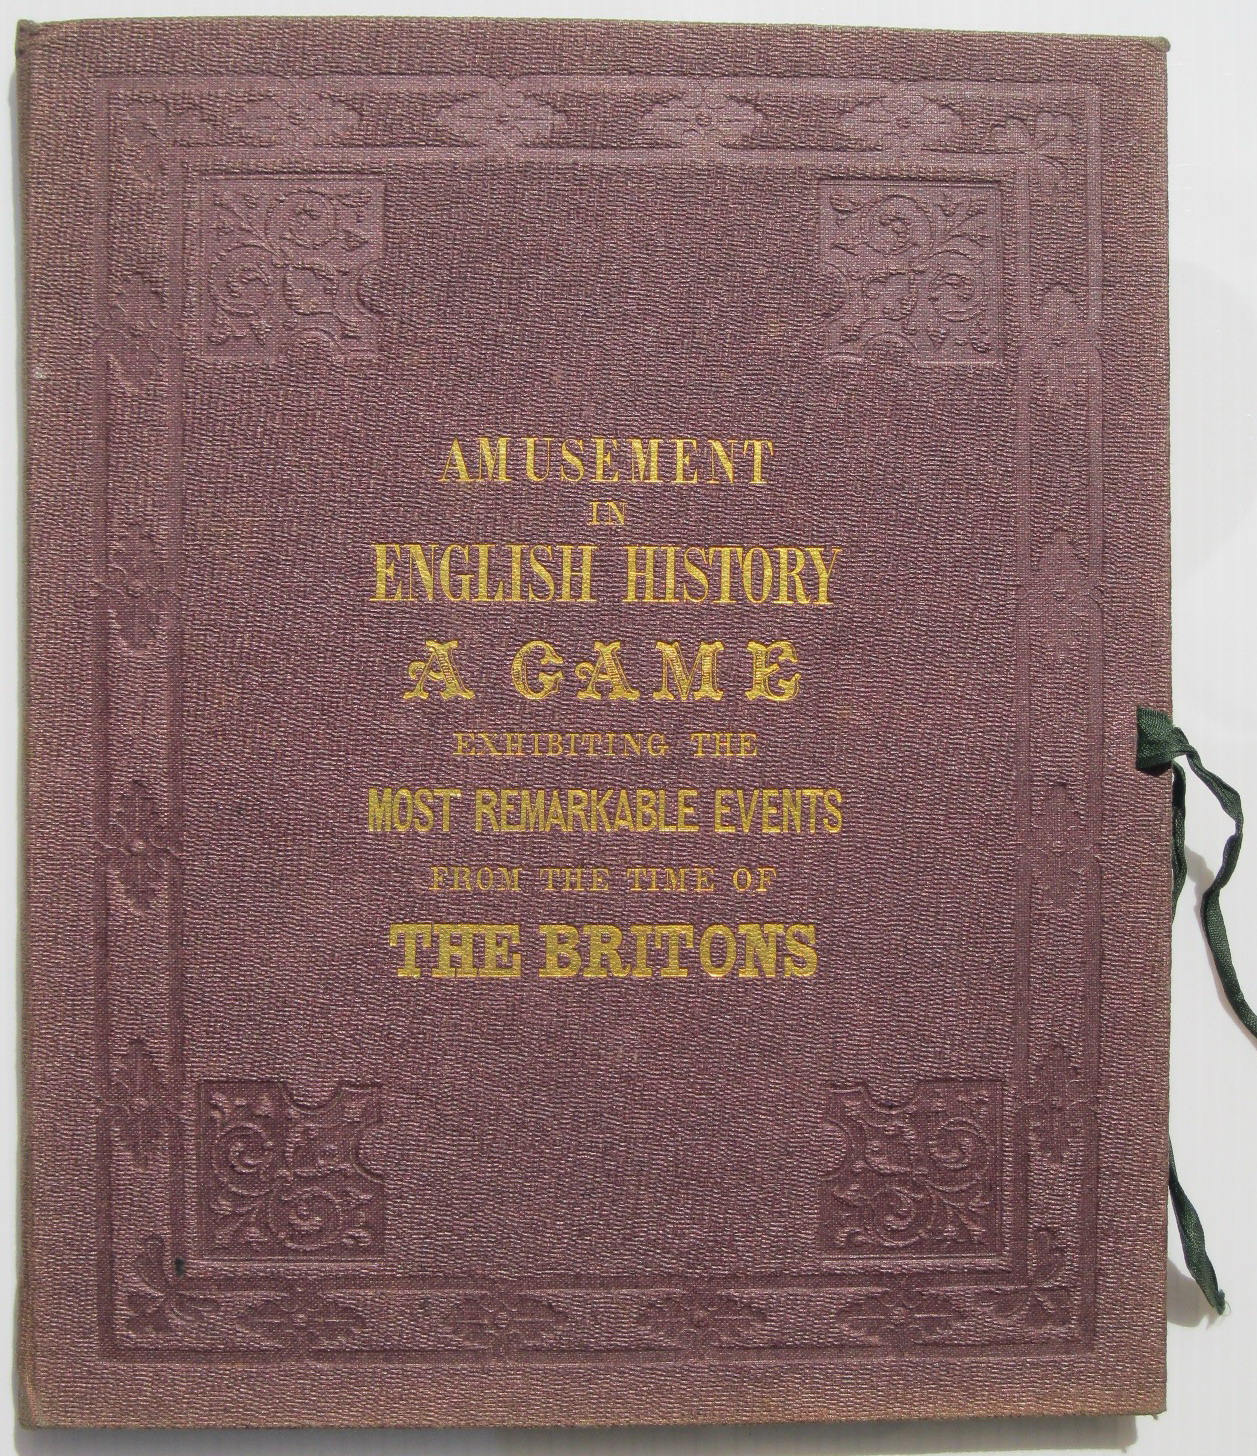 AMUSEMENT
IN
ENGLISH HISTORY
A GAME
EXHIBITING THE
MOST REMARKABLE EVENTS
FROM THE TIME OF
THE BRITONS